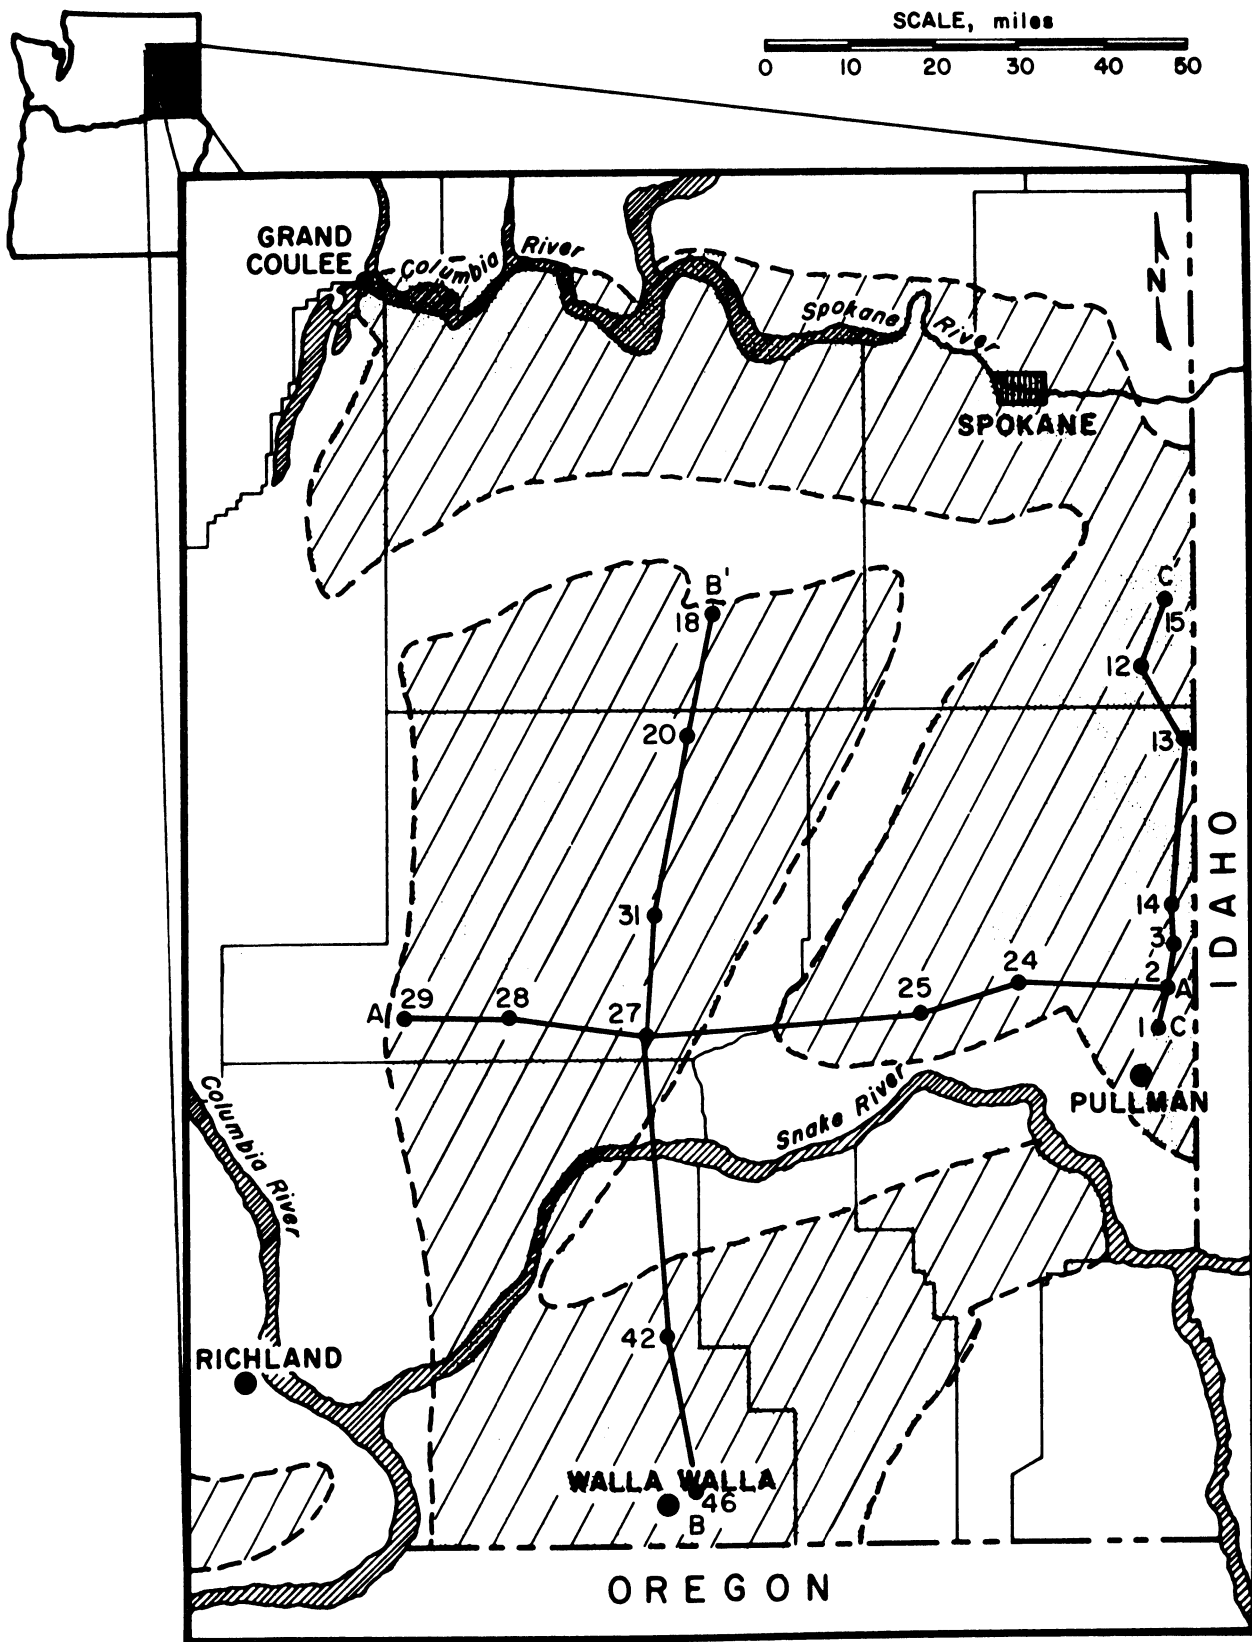 SCALE, miles
0 10 20 30 40 50
GRAND
COULEE
Columbia
River
Spokane
River
N
SPOKANE
B'
18
C'
15
12
20
13
IDAHO
31
14
3
24
2
A
29
28
27
25
A
1
C
PULLMAN
Columbia River
Snake River
42
RICHLAND
WALLA WALLA
46
B
OREGON